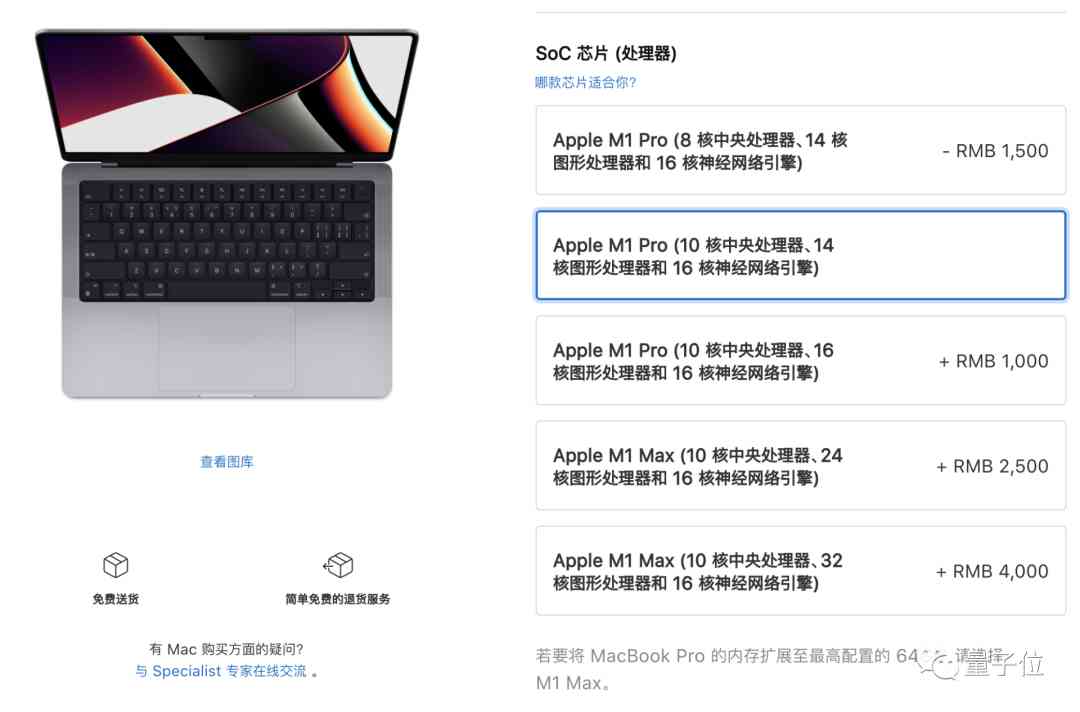 SoC 芯片 (处理器)
哪款芯片适合你?
Apple M1 Pro (8 核中央处理器、14 核
图形处理器和 16 核神经网络引擎)
- RMB 1,500
Apple M1 Pro (10 核中央处理器、14
核图形处理器和 16 核神经网络引擎)
Apple M1 Pro (10 核中央处理器、16
核图形处理器和 16 核神经网络引擎)
+ RMB 1,000
Apple M1 Max (10 核中央处理器、24
核图形处理器和 16 核神经网络引擎)
+ RMB 2,500
Apple M1 Max (10 核中央处理器、32
核图形处理器和 16 核神经网络引擎)
+ RMB 4,000
若要将 MacBook Pro 的内存扩展至最高配置的 64 请选择
M1 Max。
查看图库
免费送货
简单免费的退货服务
有 Mac 购买方面的疑问?
与 Specialist 专家在线交流 。
量子位